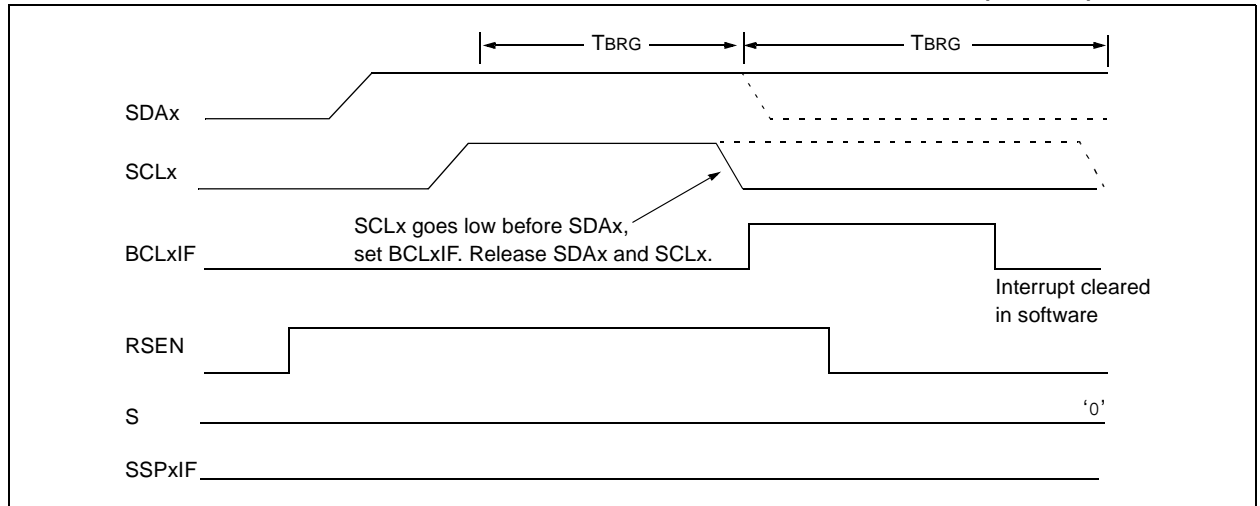 TBRG TBRG
SDAx
SCLx
SCLx goes low before SDAx,
set BCLxIF. Release SDAx and SCLx.
BCLxIF
Interrupt cleared
in software
RSEN
S
‘0’
SSPxIF